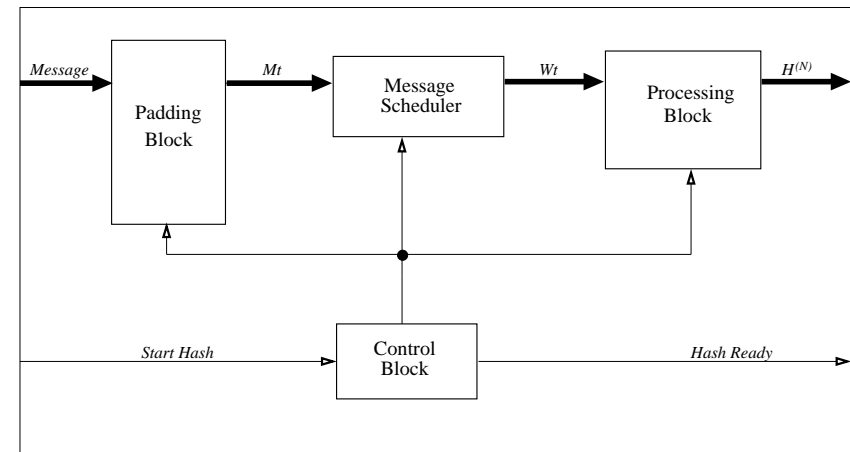 Message
Mt
Wt
H(N)
Padding
Block
Message
Scheduler
Processing
Block
Start Hash
Control
Block
Hash Ready